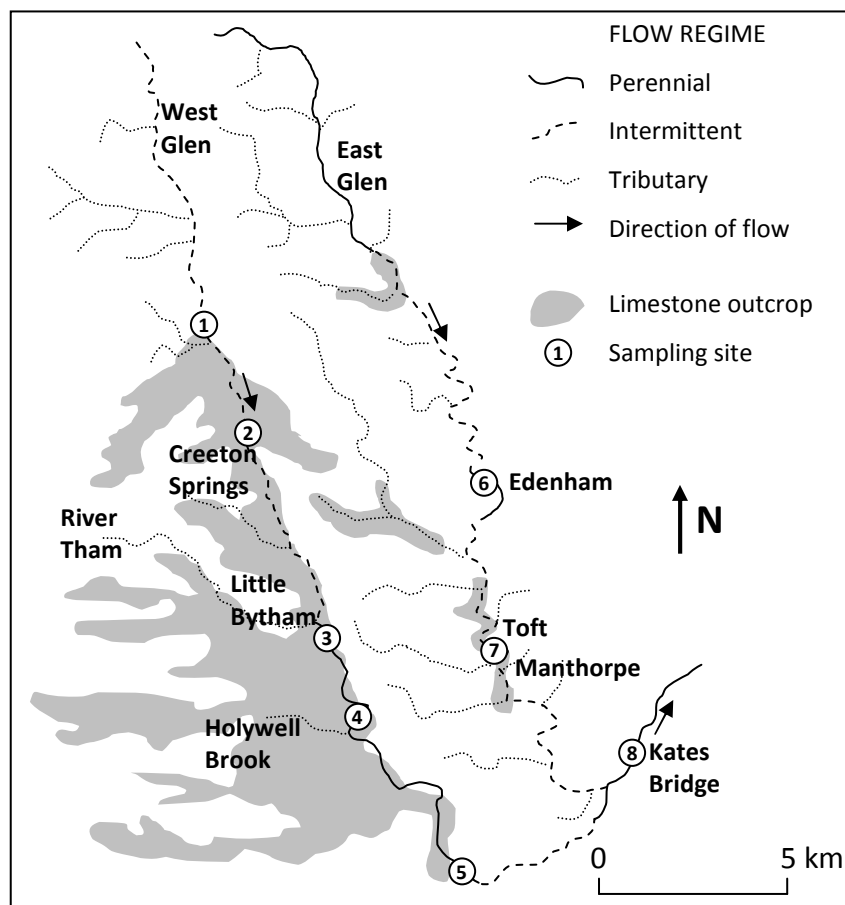 FLOW REGIME
Perennial
Intermittent
Tributary
Direction of flow
Limestone outcrop
1
Sampling site
West
Glen
East
Glen
1
2
Creeton
Springs
6
Edenham
N
River
Tham
Little
Bytham
3
Toft
7
Manthorpe
4
Holywell
Brook
8
Kates
Bridge
5
0
5 km